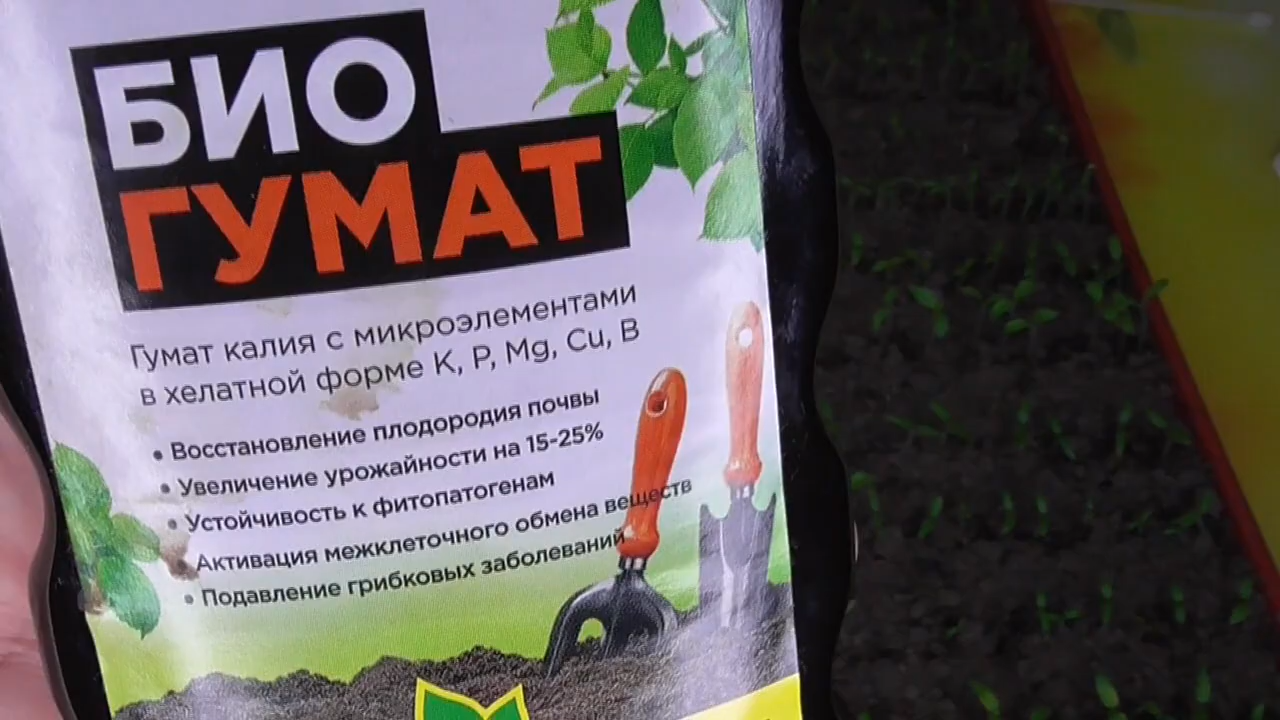 БИО
ГУМАТ
Гумат калия с микроэлементами
в хелатной форме K, P, Mg, Cu, B
• Восстановление плодородия почвы
• Увеличение урожайности на 15-25%
• Устойчивость к фитопатогенам
Активация межклеточного обмена веществ
• Подавление грибковых заболеваний